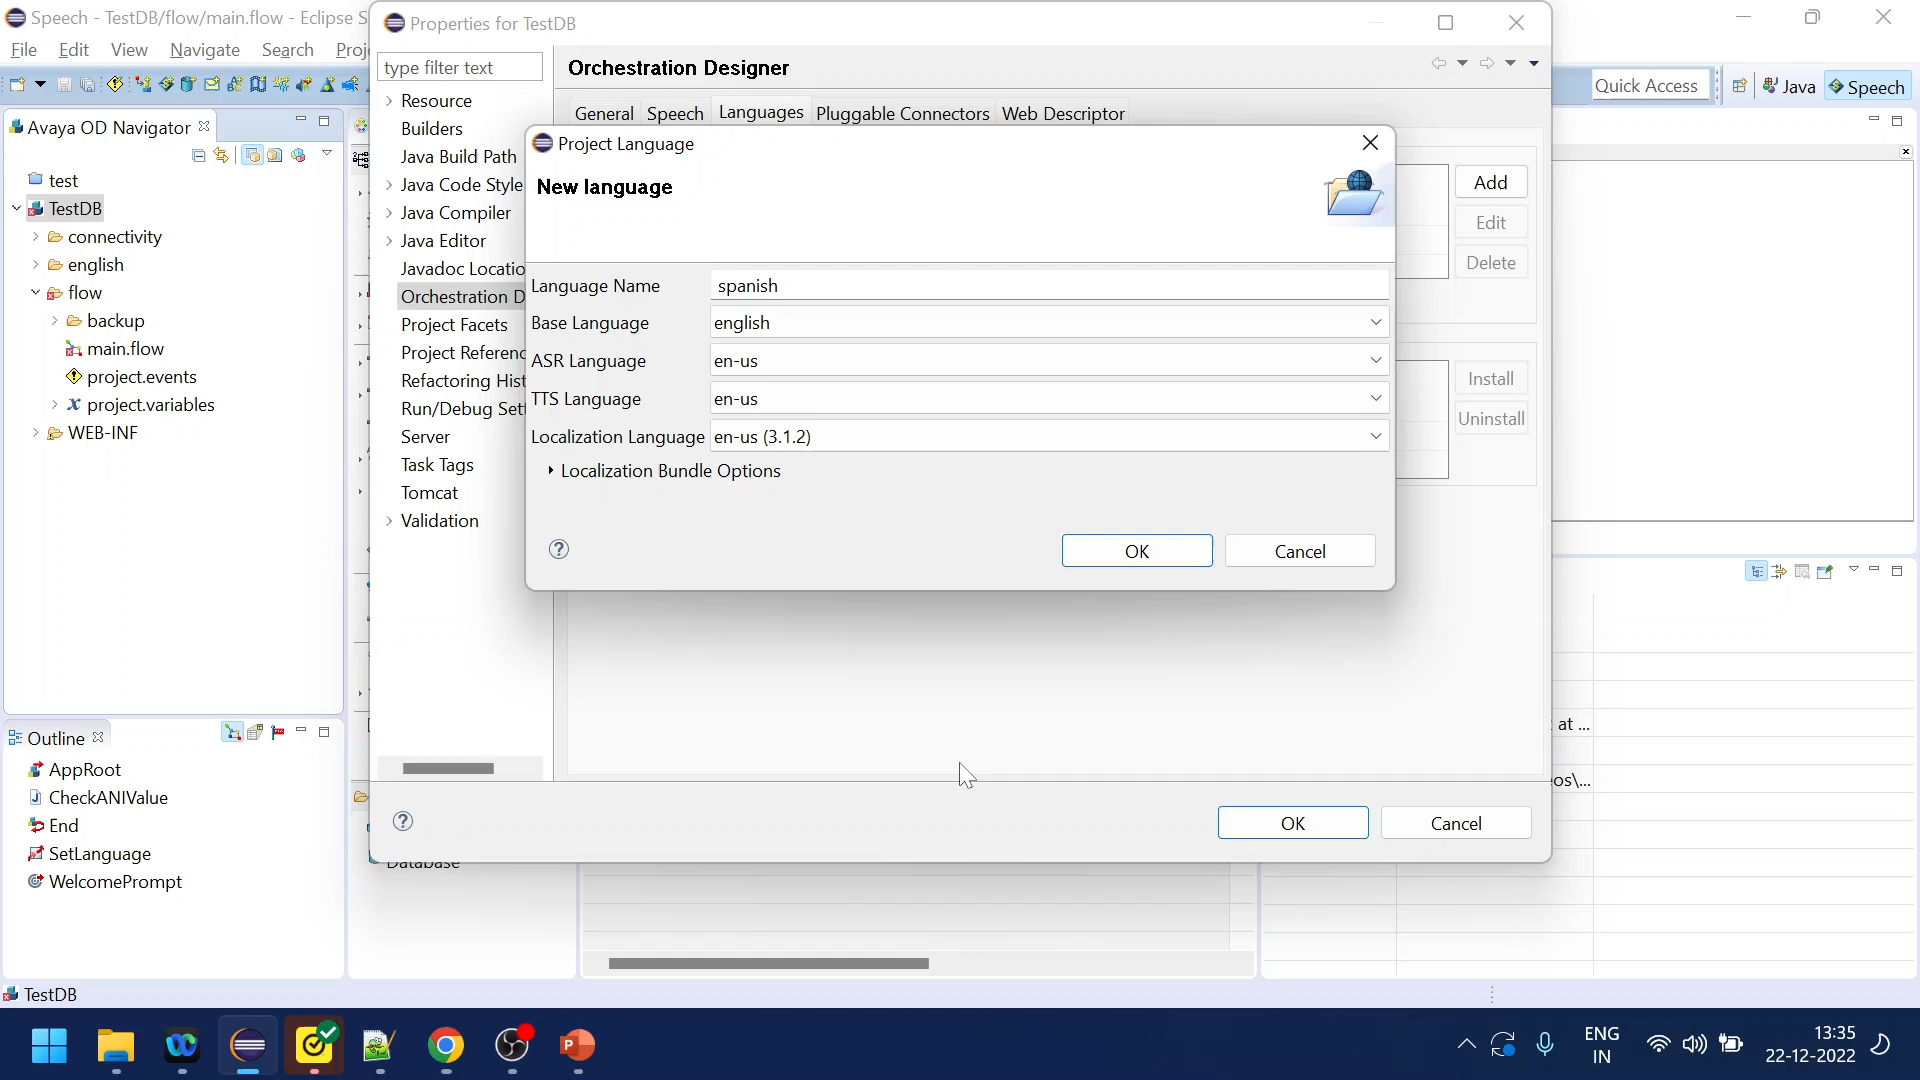 Speech - TestDB/flow/main.flow - Eclipse S
File Edit View Navigate Search Proj
Quick Access
Java
Speech
Avaya OD Navigator
test
TestDB
connectivity
english
flow
backup
main.flow
project.events
project.variables
WEB-INF
Outline
AppRoot
CheckANIValue
End
SetLanguage
WelcomePrompt
Properties for TestDB
type filter text
Resource
Builders
Java Build Path
Java Code Style
Java Compiler
Java Editor
Javadoc Locatio
Orchestration D
Project Facets
Project Referenc
Refactoring Hist
Run/Debug Sett
Server
Task Tags
Tomcat
Validation
Orchestration Designer
General Speech Languages Pluggable Connectors Web Descriptor
Add
Edit
Delete
Install
Uninstall
Project Language
New language
Language Name spanish
Base Language english
ASR Language en-us
TTS Language en-us
Localization Language en-us (3.1.2)
Localization Bundle Options
OK Cancel
OK Cancel
Database
at ...
os\...
TestDB
ENG
IN
13:35
22-12-2022